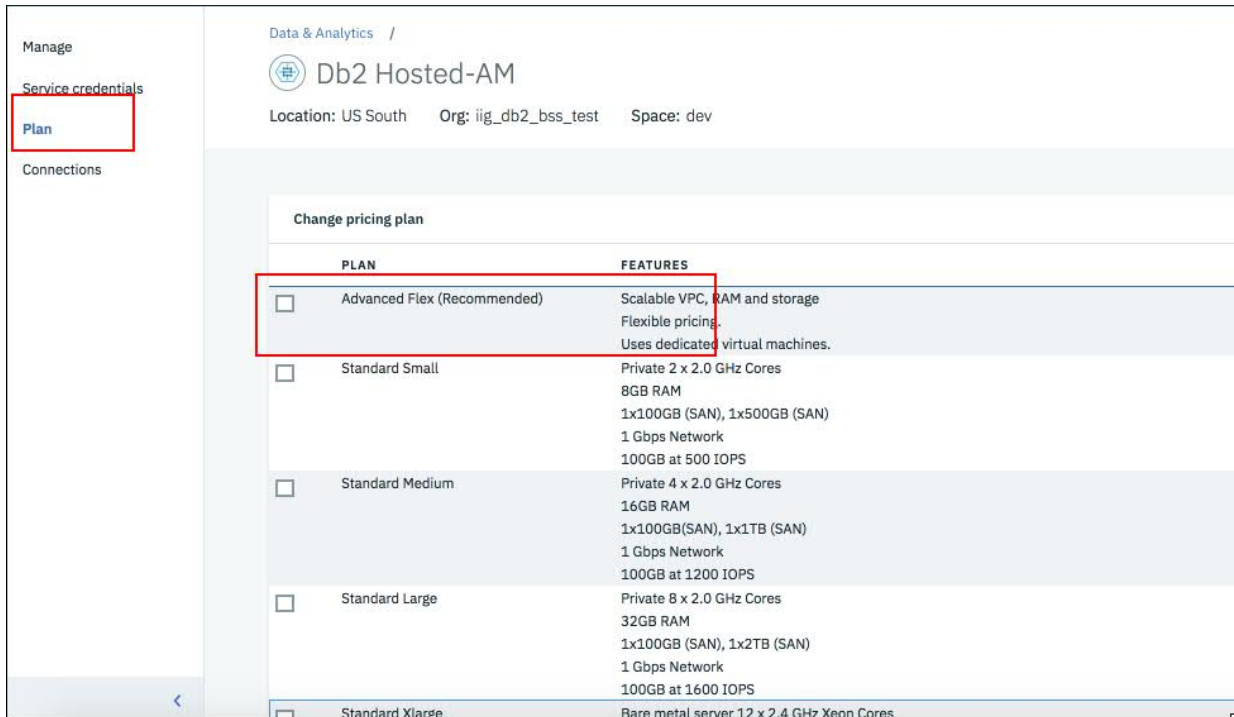 Manage
Service credentials
Plan
Connections
Data & Analytics /
Db2 Hosted-AM
Location: US South Org: iig_db2_bss_test Space: dev
Change pricing plan
PLAN FEATURES
Advanced Flex (Recommended) Scalable VPC, RAM and storage
Flexible pricing.
Uses dedicated virtual machines.
Standard Small Private 2 x 2.0 GHz Cores
8GB RAM
1x100GB (SAN), 1x500GB (SAN)
1 Gbps Network
100GB at 500 IOPS
Standard Medium Private 4 x 2.0 GHz Cores
16GB RAM
1x100GB(SAN), 1x1TB (SAN)
1 Gbps Network
100GB at 1200 IOPS
Standard Large Private 8 x 2.0 GHz Cores
32GB RAM
1x100GB (SAN), 1x2TB (SAN)
1 Gbps Network
100GB at 1600 IOPS
Standard Xlarge Bare metal server 12 x 2.4 GHz Xeon Cores